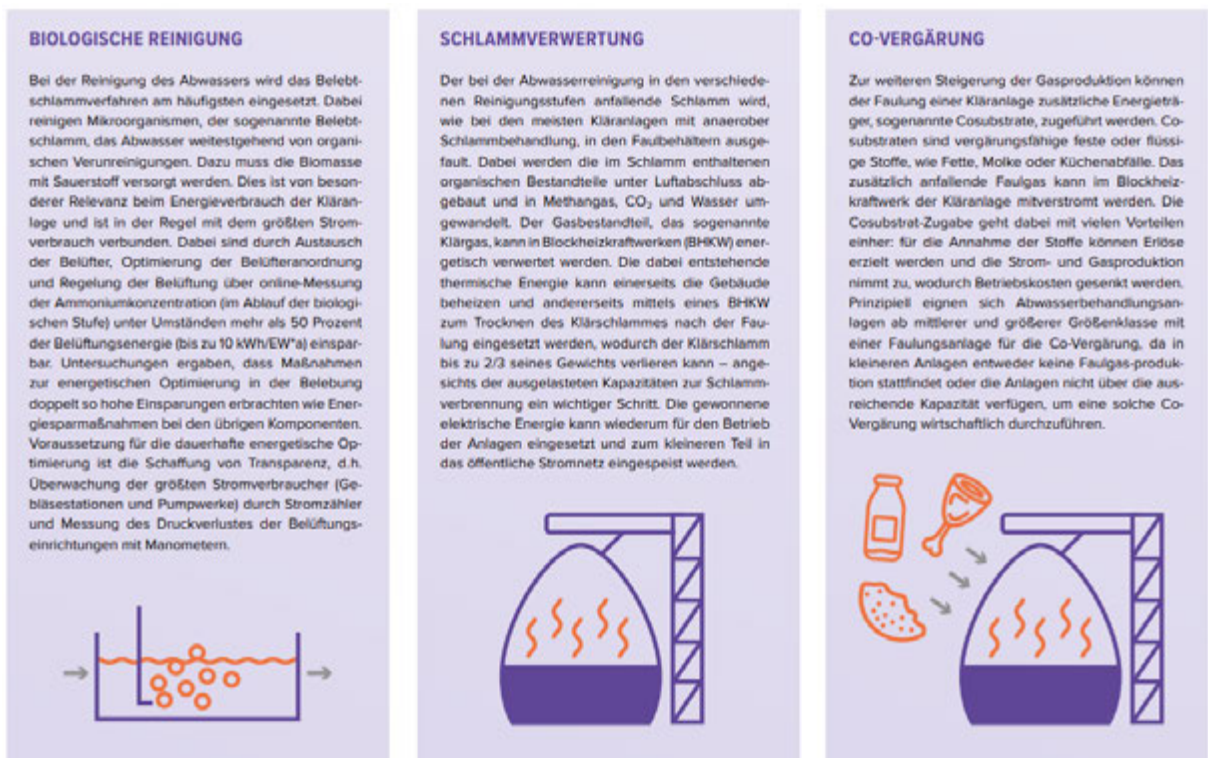 BIOLOGISCHE REINIGUNG
Bei der Reinigung des Abwassers wird das Belebt-
schlammverfahren am häufigsten eingesetzt. Dabei
reinigen Mikroorganismen, der sogenannte Belebt-
schlamm, das Abwasser weitestgehend von organi-
schen Verunreinigungen. Dazu muss die Biomasse
mit Sauerstoff versorgt werden. Dies ist von beson-
derer Relevanz beim Energieverbrauch der Kläran-
lage und ist in der Regel mit dem größten Strom-
verbrauch verbunden. Dabei sind durch Austausch
der Belüfter, Optimierung der Belüfteranordnung
und Regelung der Belüftung über online-Messung
der Ammoniumkonzentration (im Ablauf der biologi-
schen Stufe) unter Umständen mehr als 50 Prozent
der Belüftungsenergie (bis zu 10 kWh/EW*a) einspar-
bar. Untersuchungen ergaben, dass Maßnahmen
zur energetischen Optimierung in der Belebung
doppelt so hohe Einsparungen erbrachten wie Ener-
giesparmaßnahmen bei den übrigen Komponenten.
Voraussetzung für die dauerhafte energetische Op-
timierung ist die Schaffung von Transparenz, d.h.
Überwachung der größten Stromverbraucher (Ge-
bläsestationen und Pumpwerke) durch Stromzähler
und Messung des Druckverlustes der Belüftungs-
einrichtungen mit Manometern.
SCHLAMMVERWERTUNG
Der bei der Abwasserreinigung in den verschiede-
nen Reinigungsstufen anfallende Schlamm wird,
wie bei den meisten Kläranlagen mit anaerober
Schlammbehandlung, in den Faulbehältern ausge-
fault. Dabei werden die im Schlamm enthaltenen
organischen Bestandteile unter Luftabschluss ab-
gebaut und in Methangas, CO₂ und Wasser um-
gewandelt. Der Gasbestandteil, das sogenannte
Klärgas, kann in Blockheizkraftwerken (BHKW) ener-
getisch verwertet werden. Die dabei entstehende
thermische Energie kann einerseits die Gebäude
beheizen und andererseits mittels eines BHKW
zum Trocknen des Klärschlammes nach der Fau-
lung eingesetzt werden, wodurch der Klärschlamm
bis zu 2/3 seines Gewichts verlieren kann – ange-
sichts der ausgelasteten Kapazitäten zur Schlamm-
verbrennung ein wichtiger Schritt. Die gewonnene
elektrische Energie kann wiederum für den Betrieb
der Anlagen eingesetzt und zum kleineren Teil in
das öffentliche Stromnetz eingespeist werden.
CO-VERGÄRUNG
Zur weiteren Steigerung der Gasproduktion können
der Faulung einer Kläranlage zusätzliche Energieträ-
ger, sogenannte Cosubstrate, zugeführt werden. Co-
substraten sind vergärungsfähige feste oder flüssi-
ge Stoffe, wie Fette, Molke oder Küchenabfälle. Das
zusätzlich anfallende Faulgas kann im Blockheiz-
kraftwerk der Kläranlage mitverstromt werden. Die
Cosubstrat-Zugabe geht dabei mit vielen Vorteilen
einher: für die Annahme der Stoffe können Erlöse
erzielt werden und die Strom- und Gasproduktion
nimmt zu, wodurch Betriebskosten gesenkt werden.
Prinzipiell eignen sich Abwasserbehandlungsan-
lagen ab mittlerer und größerer Größenklasse mit
einer Faulungsanlage für die Co-Vergärung, da in
kleineren Anlagen entweder keine Faulgas-produk-
tion stattfindet oder die Anlagen nicht über die aus-
reichende Kapazität verfügen, um eine solche Co-
Vergärung wirtschaftlich durchzuführen.